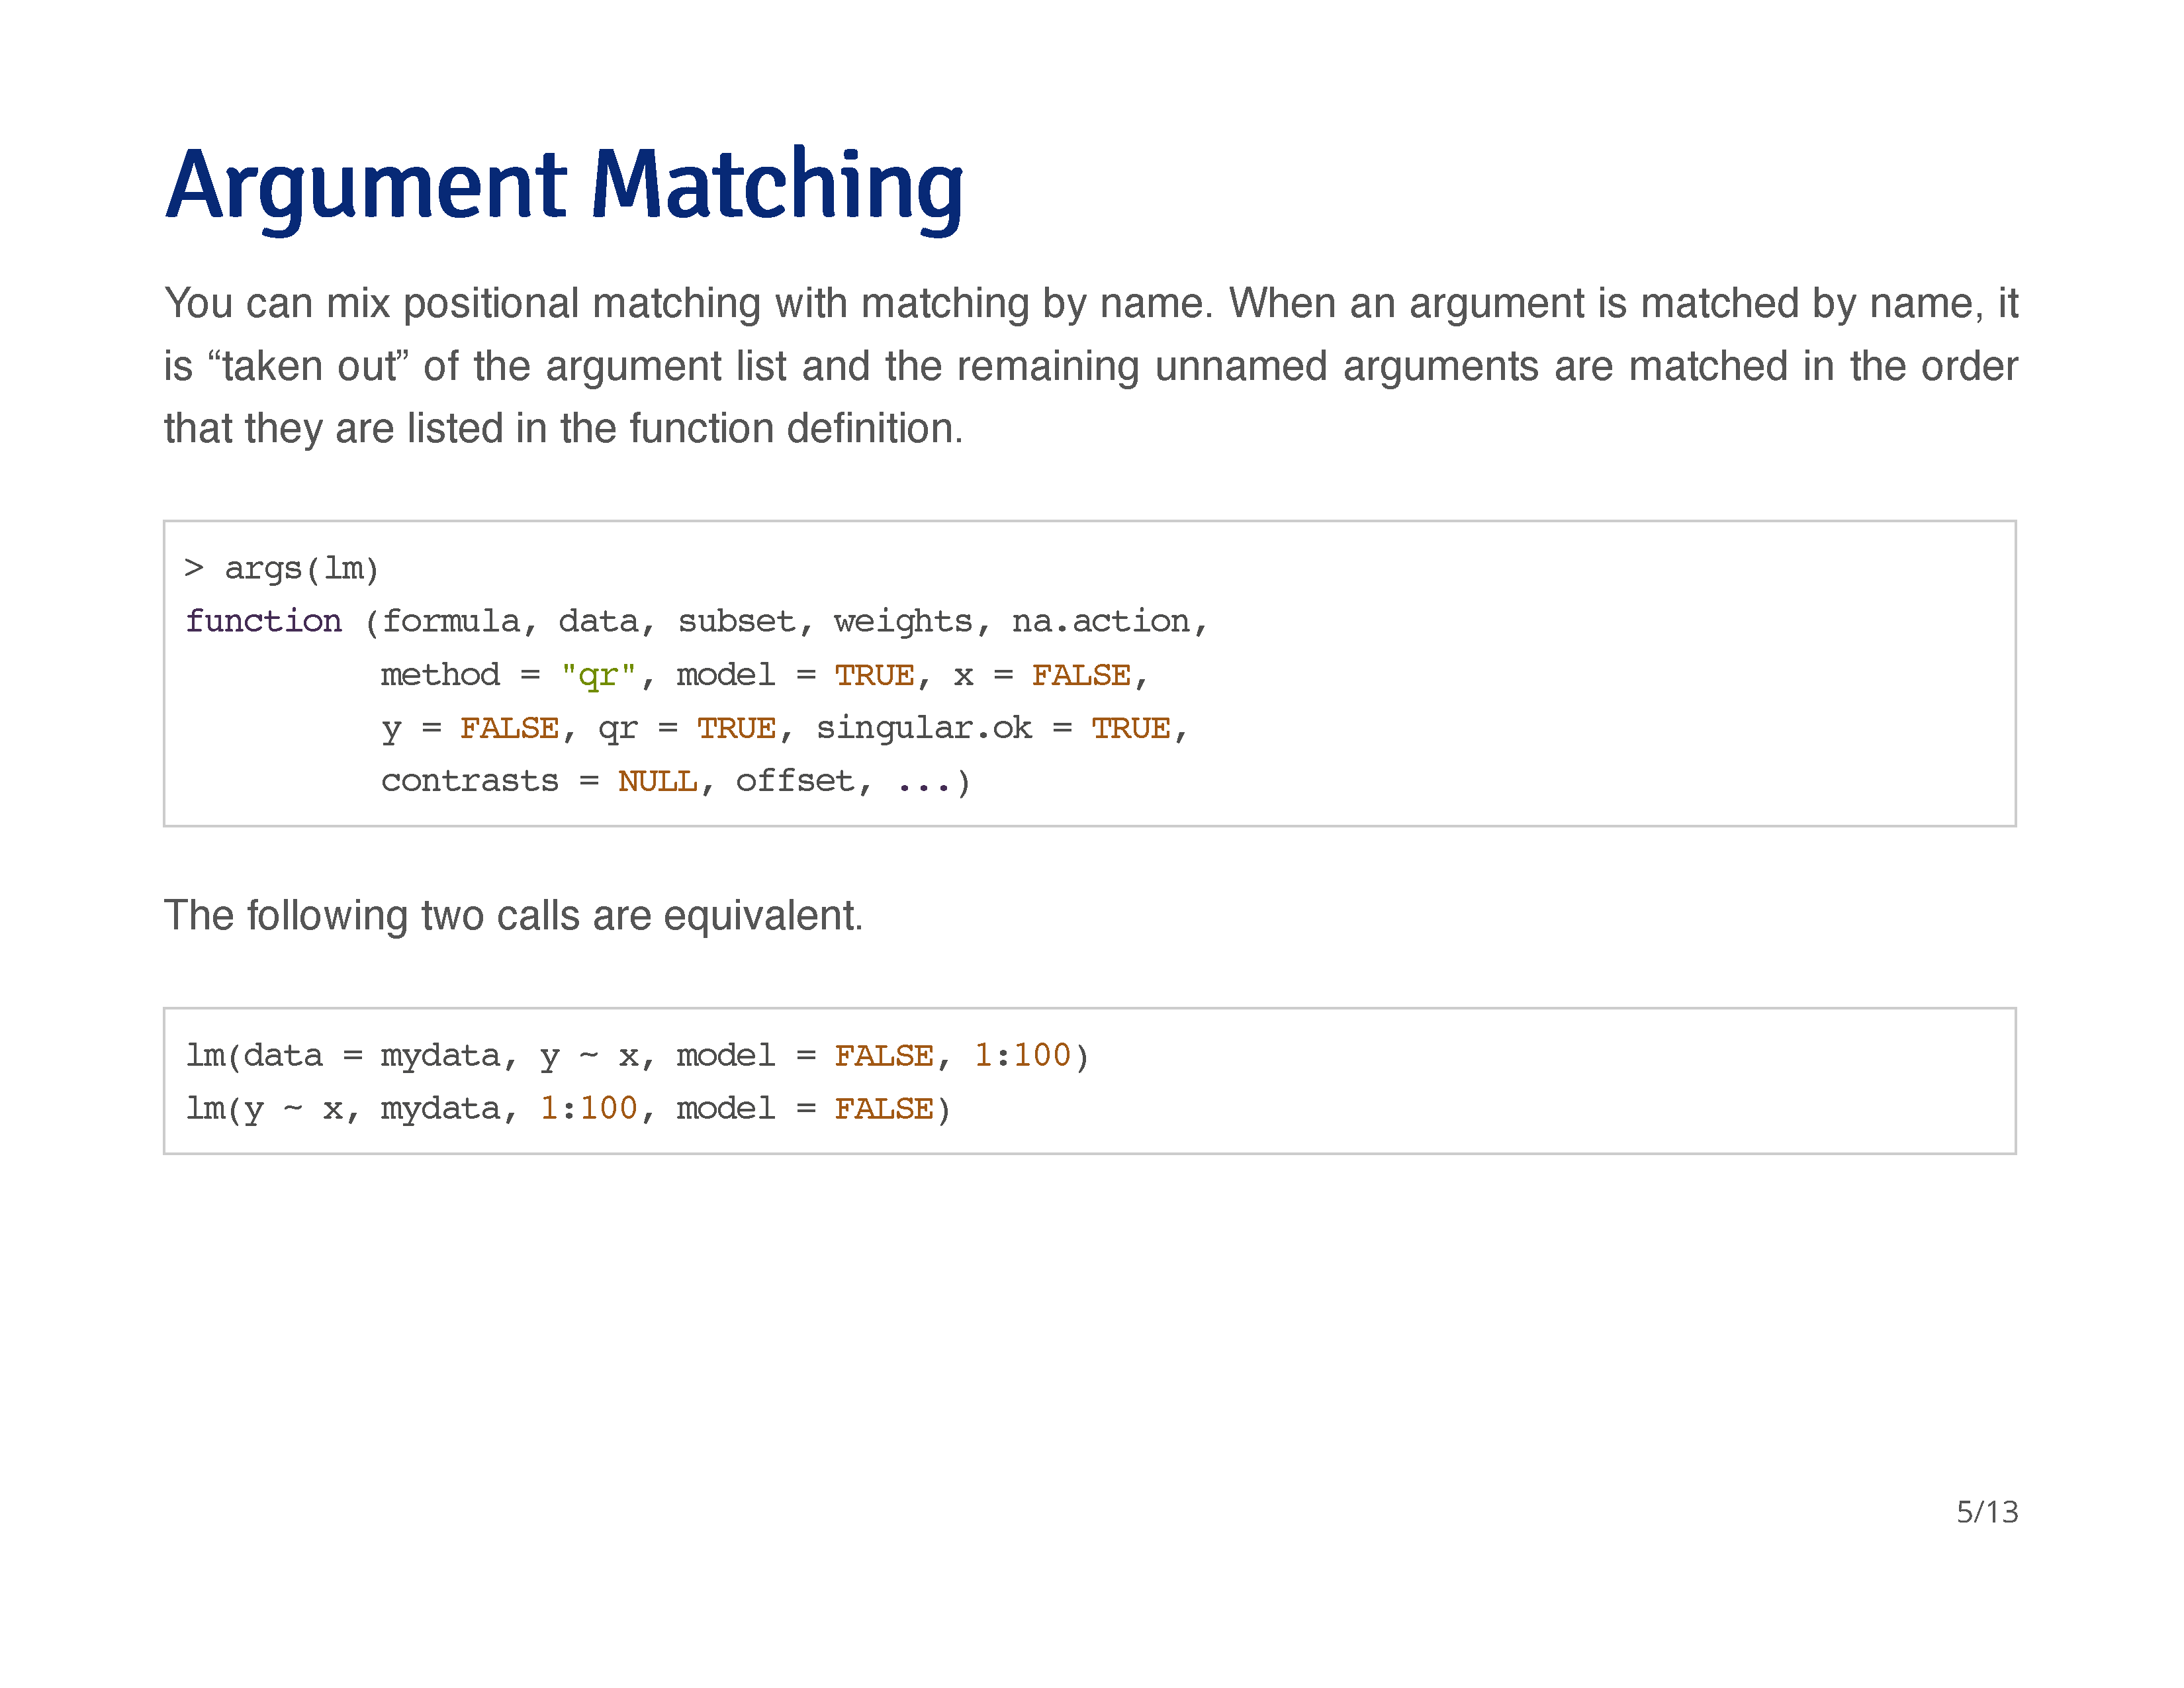 Argument Matching
You can mix positional matching with matching by name. When an argument is matched by name, it
is “taken out” of the argument list and the remaining unnamed arguments are matched in the order
that they are listed in the function definition.
> args(lm)
function (formula, data, subset, weights, na.action,
          method = "qr", model = TRUE, x = FALSE,
          y = FALSE, qr = TRUE, singular.ok = TRUE,
          contrasts = NULL, offset, ...)
The following two calls are equivalent.
lm(data = mydata, y ~ x, model = FALSE, 1:100)
lm(y ~ x, mydata, 1:100, model = FALSE)
5/13